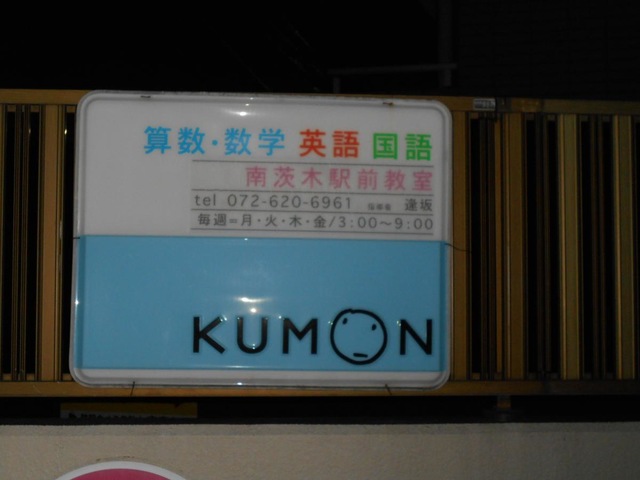 算数・数学 英語 国語
南茨木駅前教室
tel 072-620-6961 指導者 逢坂
毎週=月・火・木・金/3:00〜9:00
KUMON